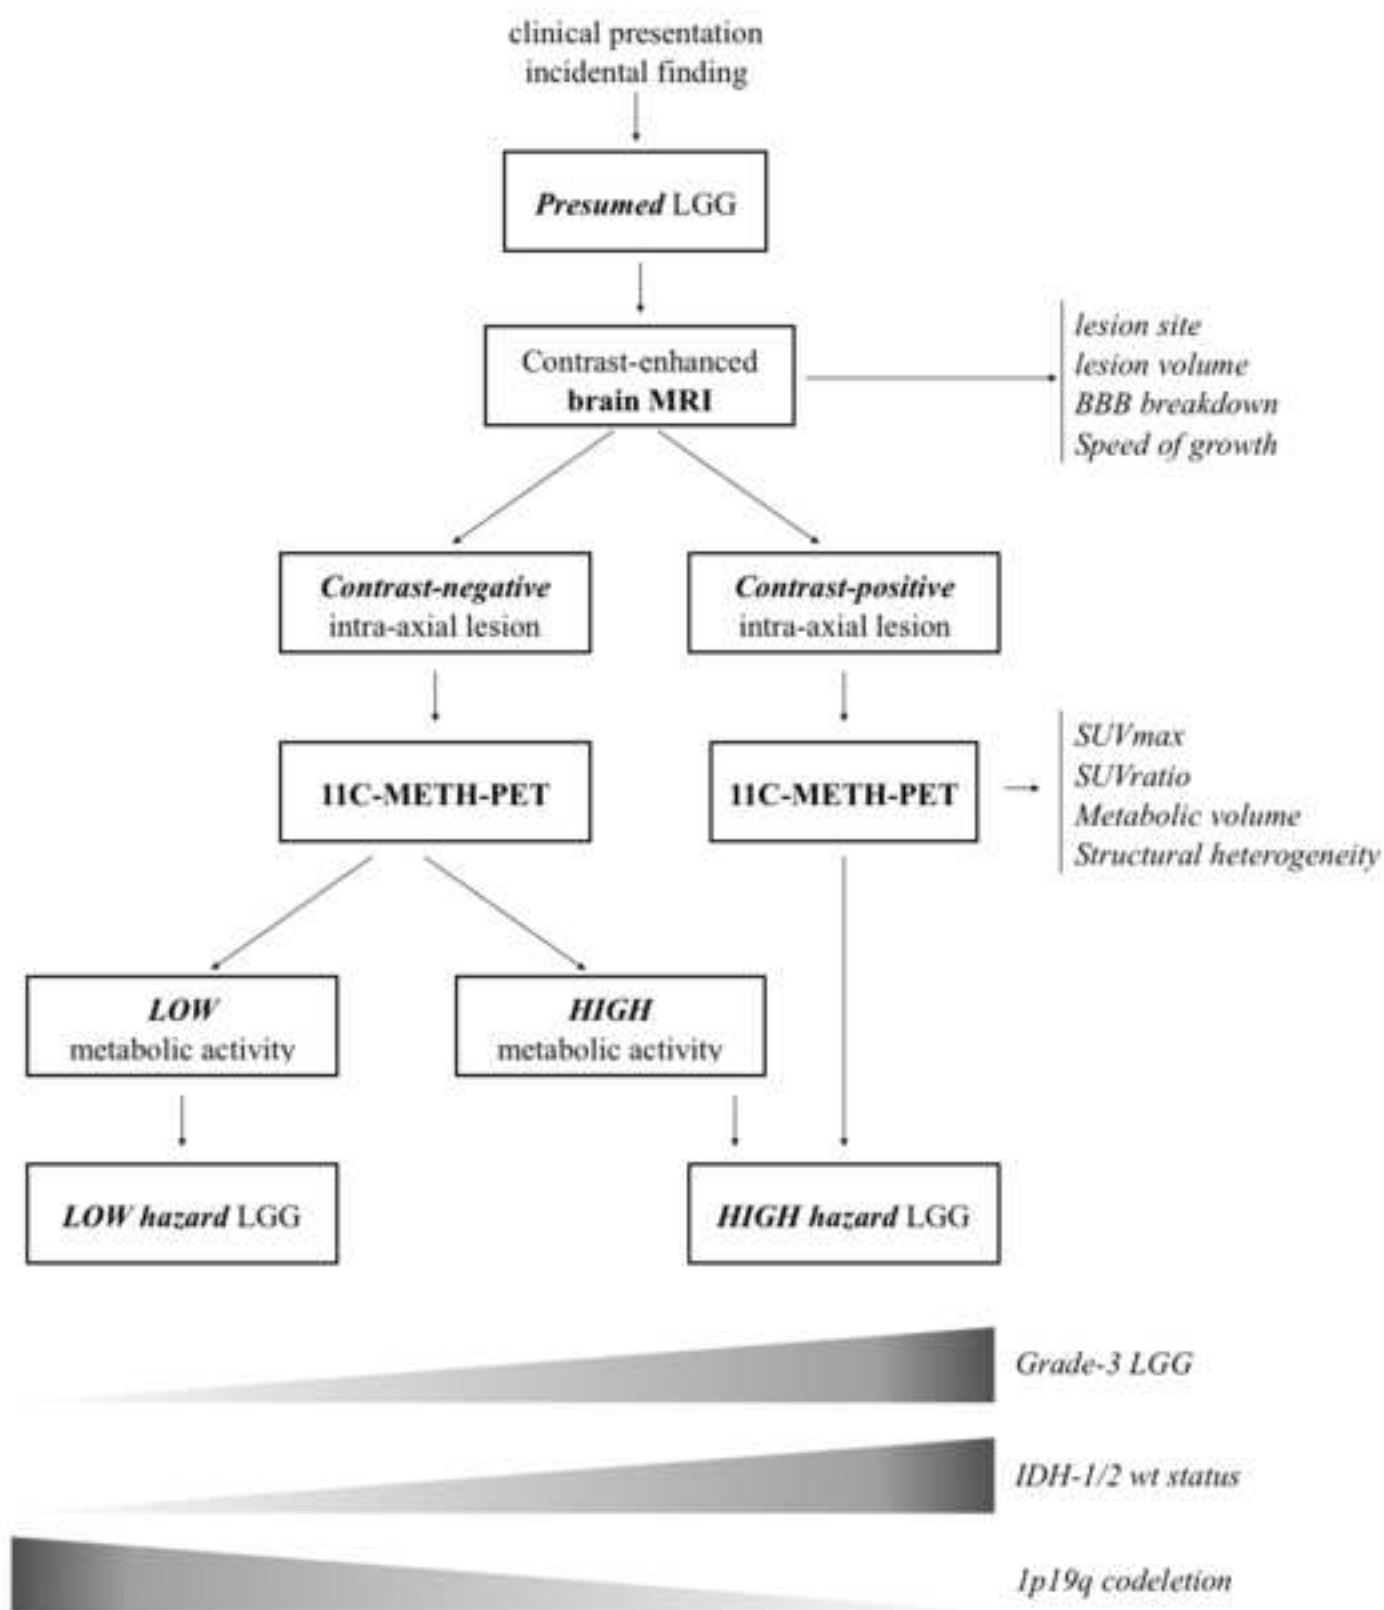 clinical presentation
incidental finding
Presumed LGG
Contrast-enhanced
brain MRI
lesion site
lesion volume
BBB breakdown
Speed of growth
Contrast-negative
intra-axial lesion
Contrast-positive
intra-axial lesion
11C-METH-PET
11C-METH-PET
SUVmax
SUVratio
Metabolic volume
Structural heterogeneity
LOW
metabolic activity
HIGH
metabolic activity
LOW hazard LGG
HIGH hazard LGG
Grade-3 LGG
IDH-1/2 wt status
1p19q codeletion